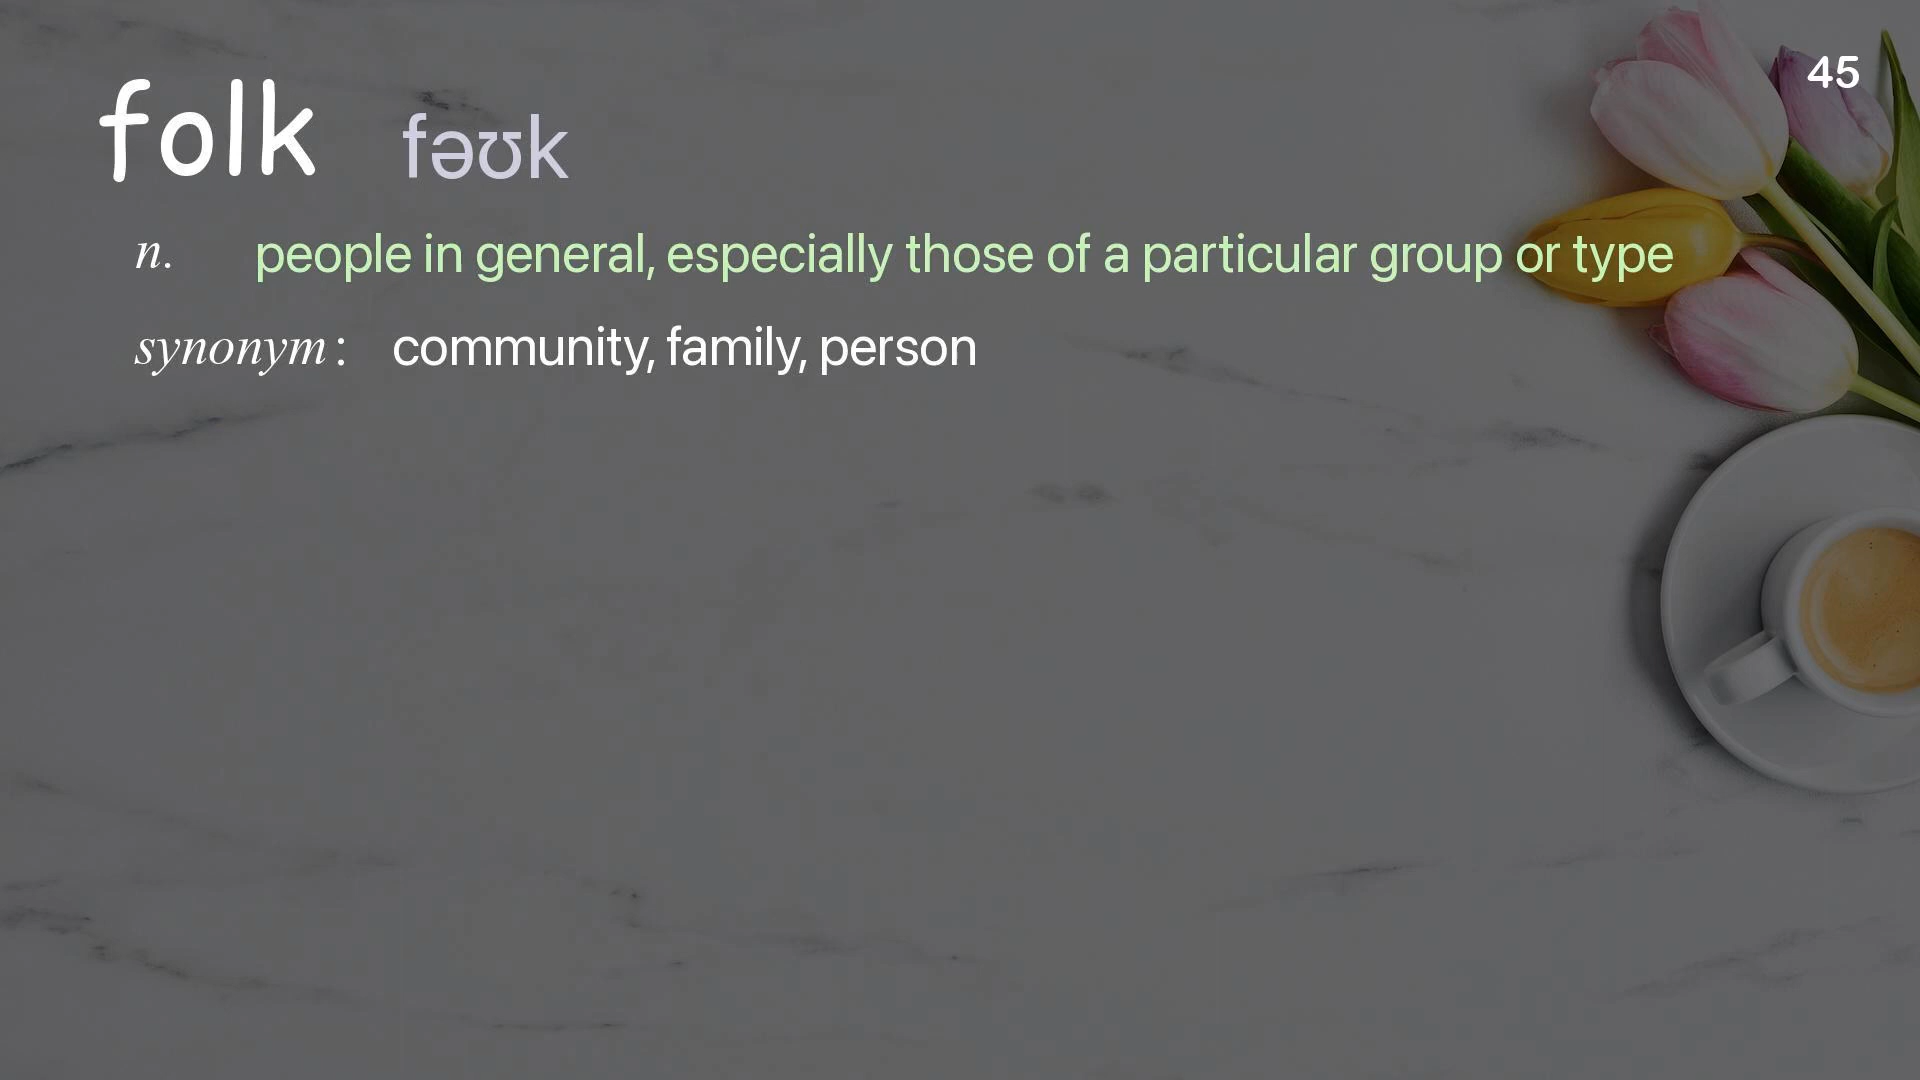 45
folk fəʊk
n. people in general, especially those of a particular group or type
synonym: community, family, person